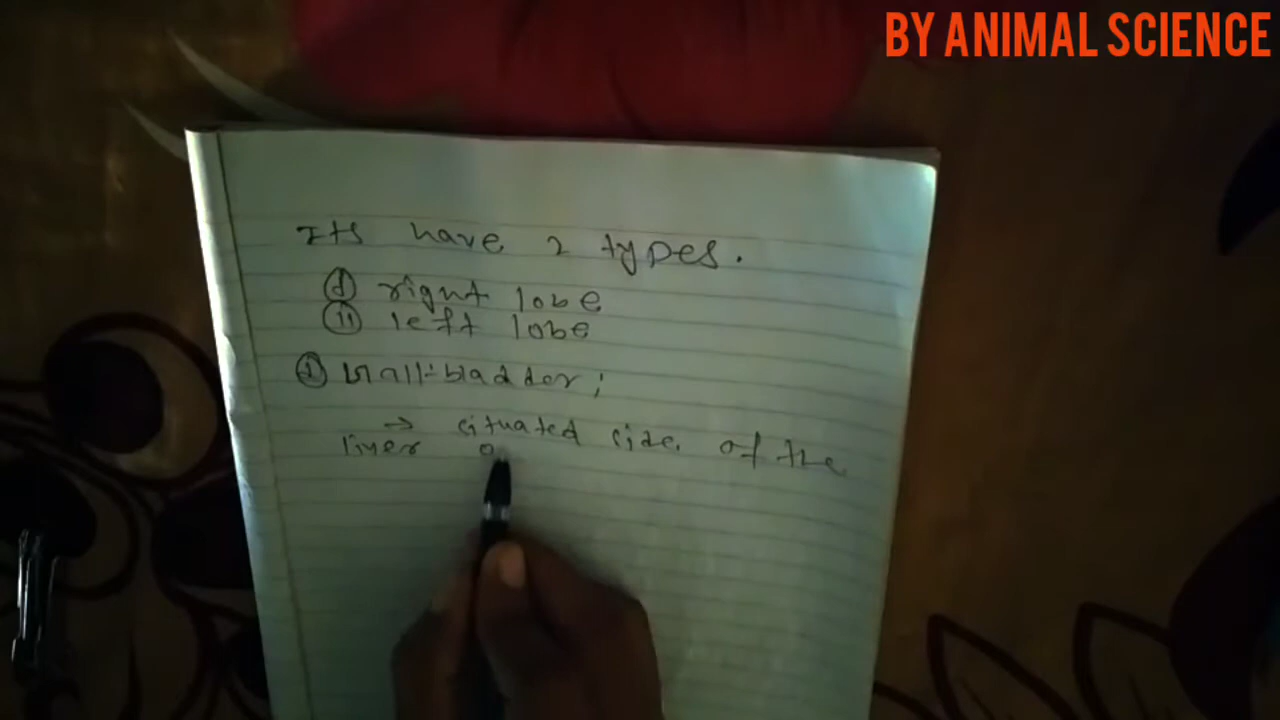 BY ANIMAL SCIENCE
Its have 2 types.
(i) right lobe
(ii) left lobe
② Gall-bladder;
→ situated side of the
liver